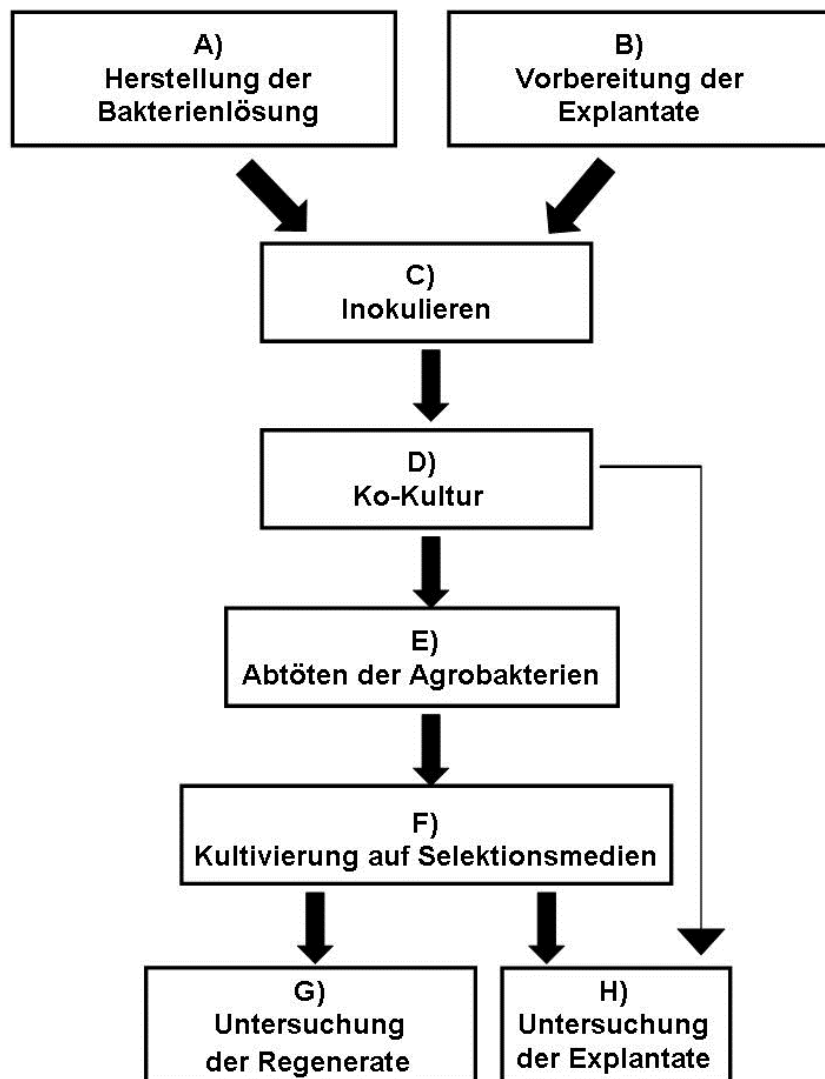 A)
Herstellung der
Bakterienlösung
B)
Vorbereitung der
Explantate
C)
Inokulieren
D)
Ko-Kultur
E)
Abtöten der Agrobakterien
F)
Kultivierung auf Selektionsmedien
G)
Untersuchung
der Regenerate
H)
Untersuchung
der Explantate